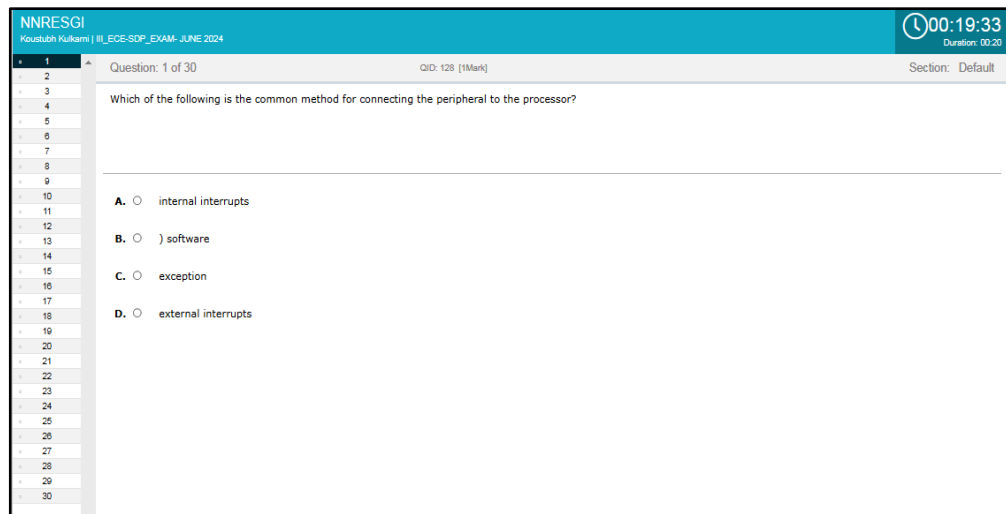 NNRESGI
Koustubh Kulkarni | III_ECE-SDP_EXAM- JUNE 2024
00:19:33
Duration: 00:20
Question: 1 of 30
QID: 128 [1Mark]
Section: Default
1
2
3
4
5
6
7
8
9
10
11
12
13
14
15
16
17
18
19
20
21
22
23
24
25
26
27
28
29
30
Which of the following is the common method for connecting the peripheral to the processor?
A. internal interrupts
B. ) software
C. exception
D. external interrupts